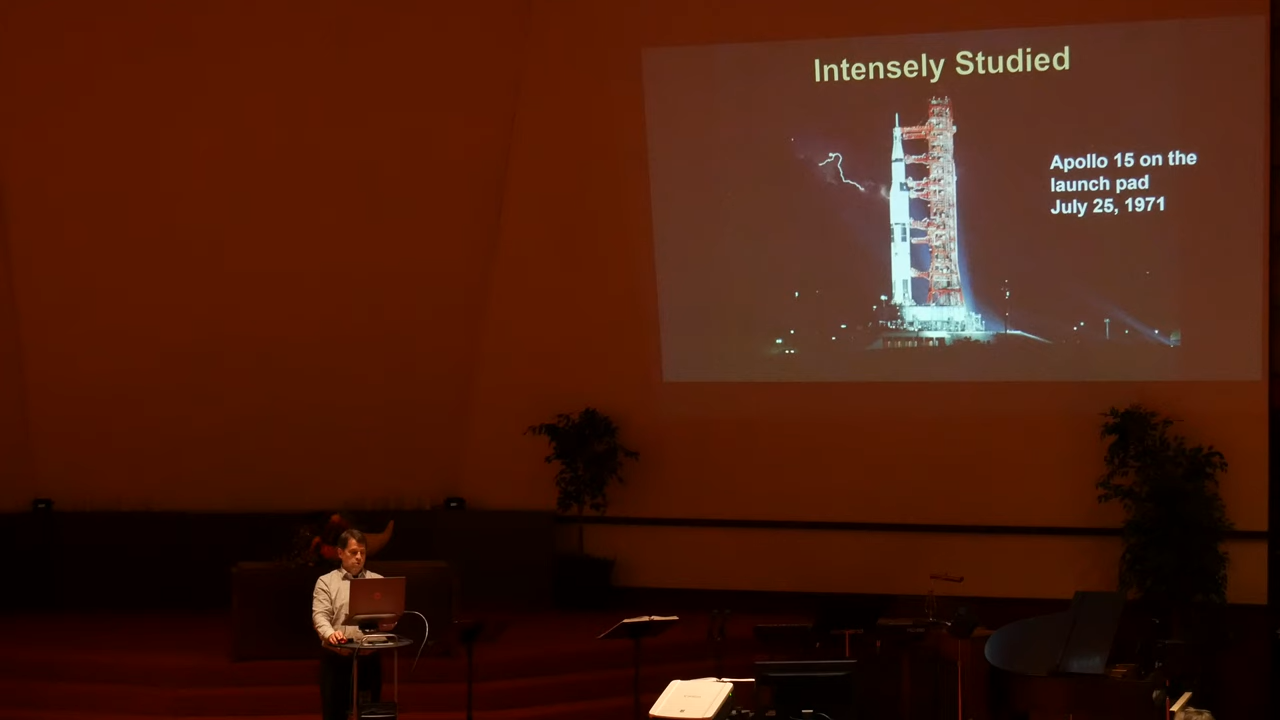 Intensely Studied
Apollo 15 on the
launch pad
July 25, 1971